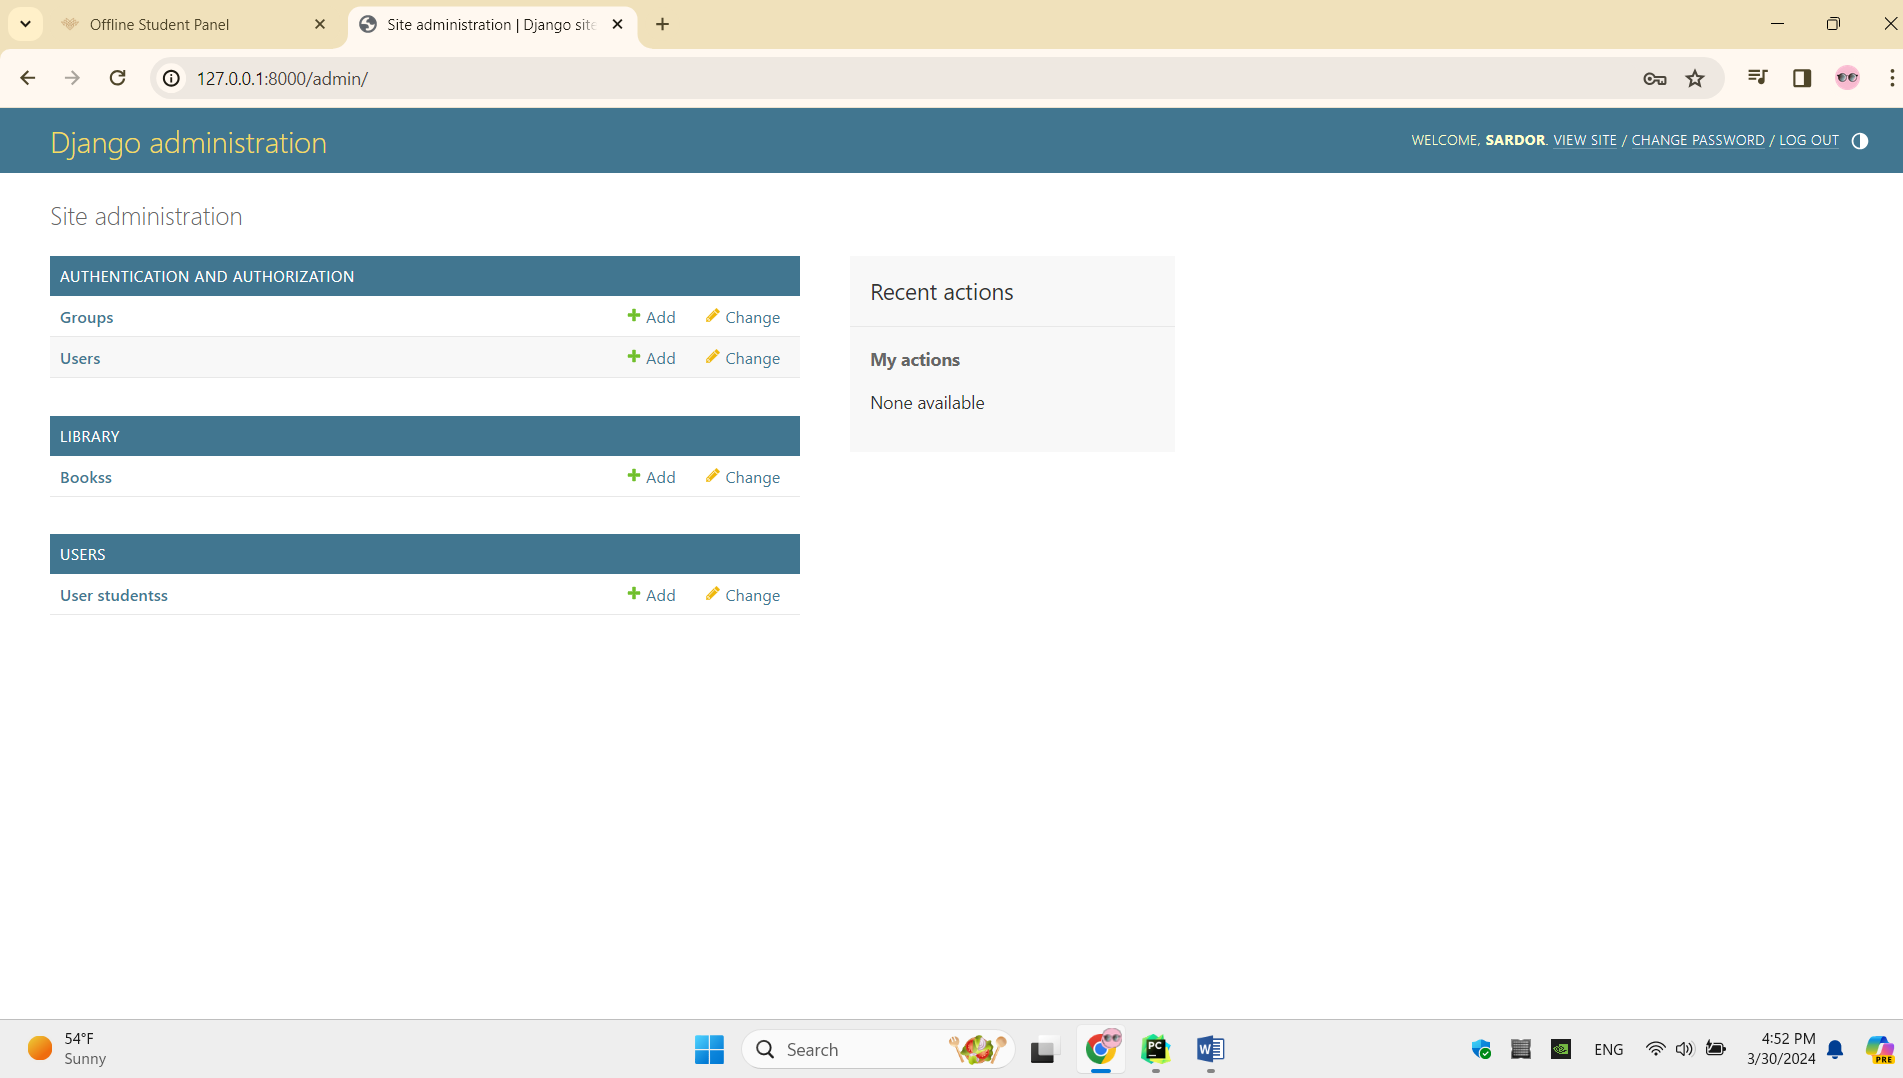 Offline Student Panel
Site administration | Django site
127.0.0.1:8000/admin/
Django administration
WELCOME, SARDOR. VIEW SITE / CHANGE PASSWORD / LOG OUT
Site administration
AUTHENTICATION AND AUTHORIZATION
Groups Add Change
Users Add Change
LIBRARY
Bookss Add Change
USERS
User studentss Add Change
Recent actions
My actions
None available
54°F
Sunny
Search
PC
W
ENG
4:52 PM
3/30/2024
PRE